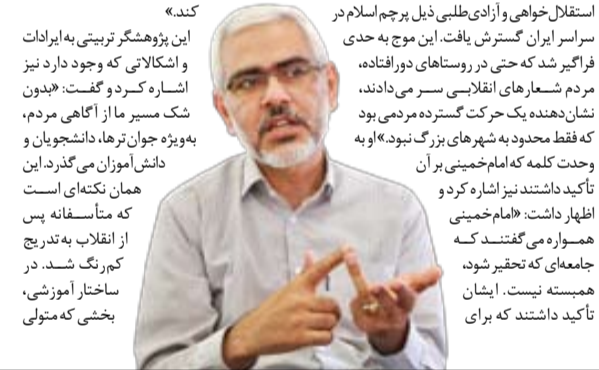 استقلال‌خواهی و آزادی‌طلبی ذیل پرچم اسلام در
سراسر ایران گسترش یافت. این موج به حدی
فراگیر شد که حتی در روستاهای دورافتاده،
مردم شعارهای انقلابی سر می‌دادند،
نشان‌دهنده یک حرکت گسترده مردمی بود
که فقط محدود به شهرهای بزرگ نبود.» او به
وحدت کلمه که امام‌خمینی بر آن
تأکید داشتند نیز اشاره کرد و
اظهار داشت: «امام‌خمینی
همواره می‌گفتند که
جامعه‌ای که تحقیر شود،
همبسته نیست. ایشان
تأکید داشتند که برای
کند.»
این پژوهشگر تربیتی به ایرادات
و اشکالاتی که وجود دارد نیز
اشاره کرد و گفت: «بدون
شک مسیر ما از آگاهی مردم،
به‌ویژه جوان‌ترها، دانشجویان و
دانش‌آموزان می‌گذرد. این
همان نکته‌ای است
که متأسفانه پس
از انقلاب به‌تدریج
کم‌رنگ شد. در
ساختار آموزشی،
بخشی که متولی